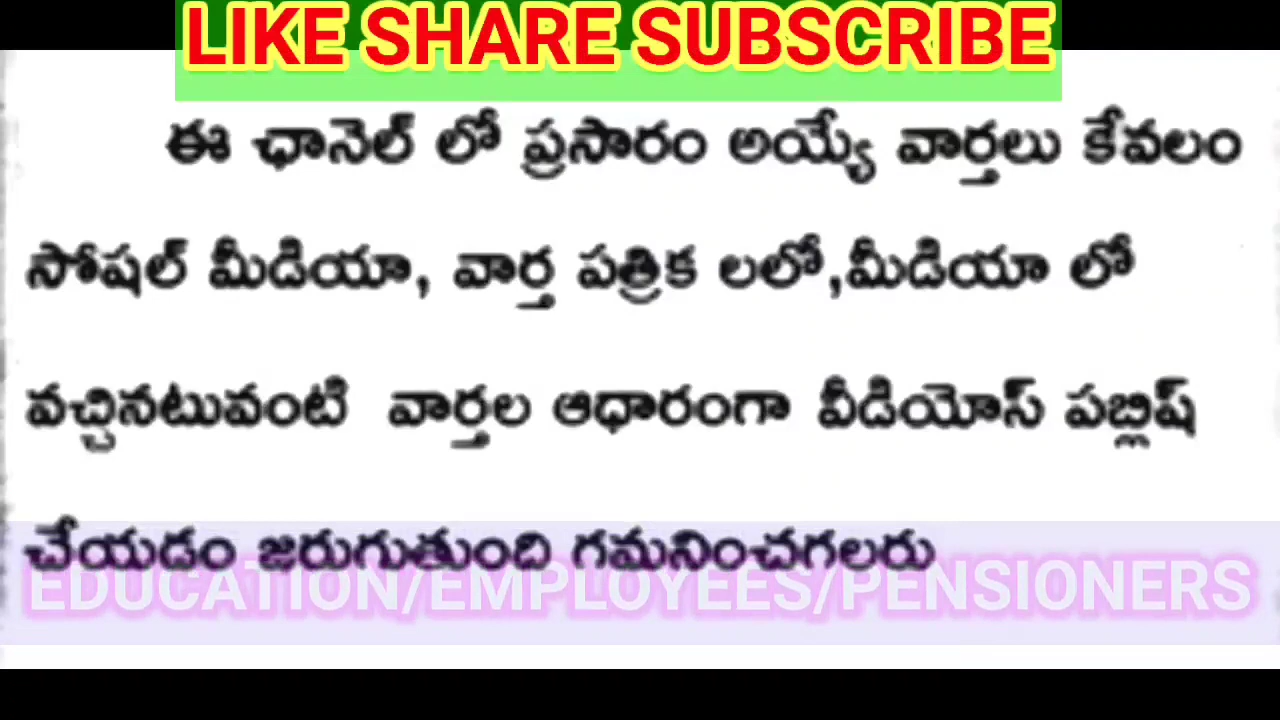 LIKE SHARE SUBSCRIBE
ఈ ఛానెల్ లో ప్రసారం అయ్యే వార్తలు కేవలం
సోషల్ మీడియా, వార్త పత్రిక లలో,మీడియా లో
వచ్చినటువంటి వార్తల ఆధారంగా వీడియోస్ పబ్లిష్
చేయడం జరుగుతుంది గమనించగలరు
EDUCATION/EMPLOYEES/PENSIONERS